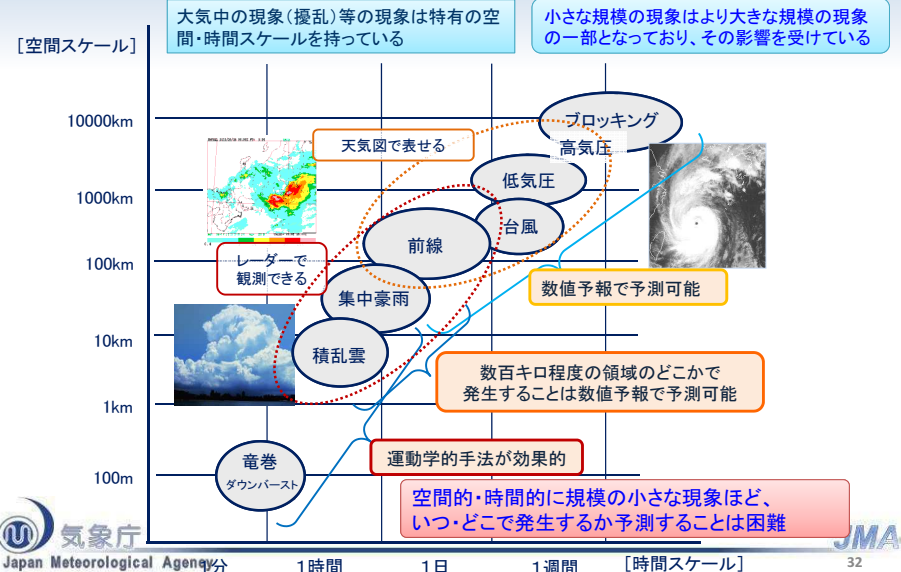 大気中の現象(擾乱)等の現象は特有の空
間・時間スケールを持っている
小さな規模の現象はより大きな規模の現象
の一部となっており、その影響を受けている
[空間スケール]
10000km
1000km
100km
10km
1km
100m
ブロッキング
高気圧
天気図で表せる
低気圧
台風
前線
レーダーで
観測できる
集中豪雨
積乱雲
数値予報で予測可能
数百キロ程度の領域のどこかで
発生することは数値予報で予測可能
竜巻
ダウンバースト
運動学的手法が効果的
空間的・時間的に規模の小さな現象ほど、
いつ・どこで発生するか予測することは困難
気象庁
Japan Meteorological Agency
JMA
1分
1時間
1日
1週間
[時間スケール]
32